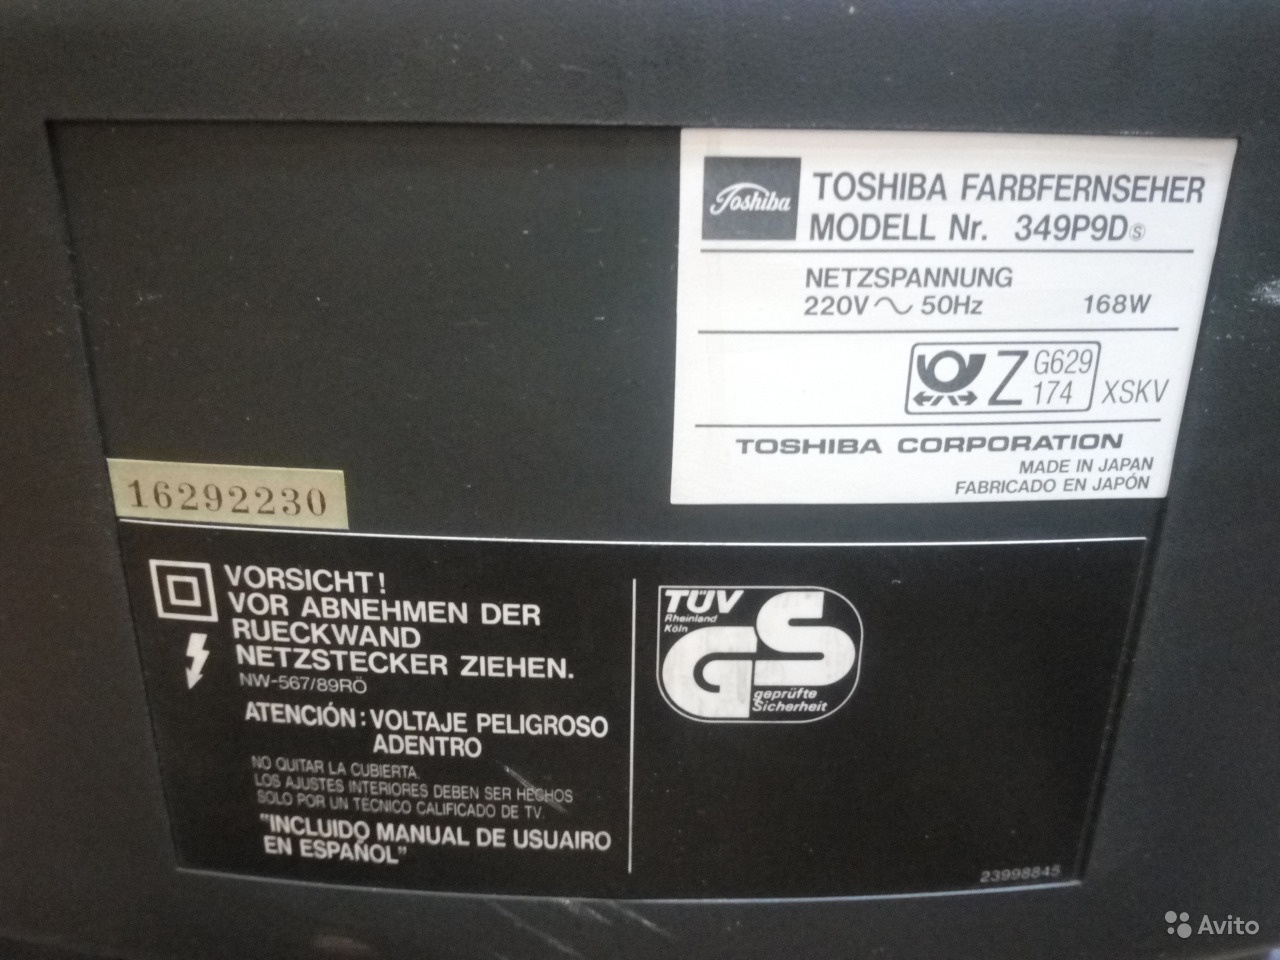 Toshiba
TOSHIBA FARBFERNSEHER
MODELL Nr. 349P9D Ⓢ
NETZSPANNUNG
220V ∿ 50Hz 168W
Z G629
174 XSKV
TOSHIBA CORPORATION
MADE IN JAPAN
FABRICADO EN JAPÓN
16292230
VORSICHT!
VOR ABNEHMEN DER
RUECKWAND
NETZSTECKER ZIEHEN.
NW-567/89RÖ
ATENCIÓN: VOLTAJE PELIGROSO
ADENTRO
NO QUITAR LA CUBIERTA.
LOS AJUSTES INTERIORES DEBEN SER HECHOS
SOLO POR UN TÉCNICO CALIFICADO DE TV.
"INCLUIDO MANUAL DE USUAIRO
EN ESPAÑOL"
TÜV
Rheinland
Köln
GS
geprüfte
Sicherheit
23998845
Avito